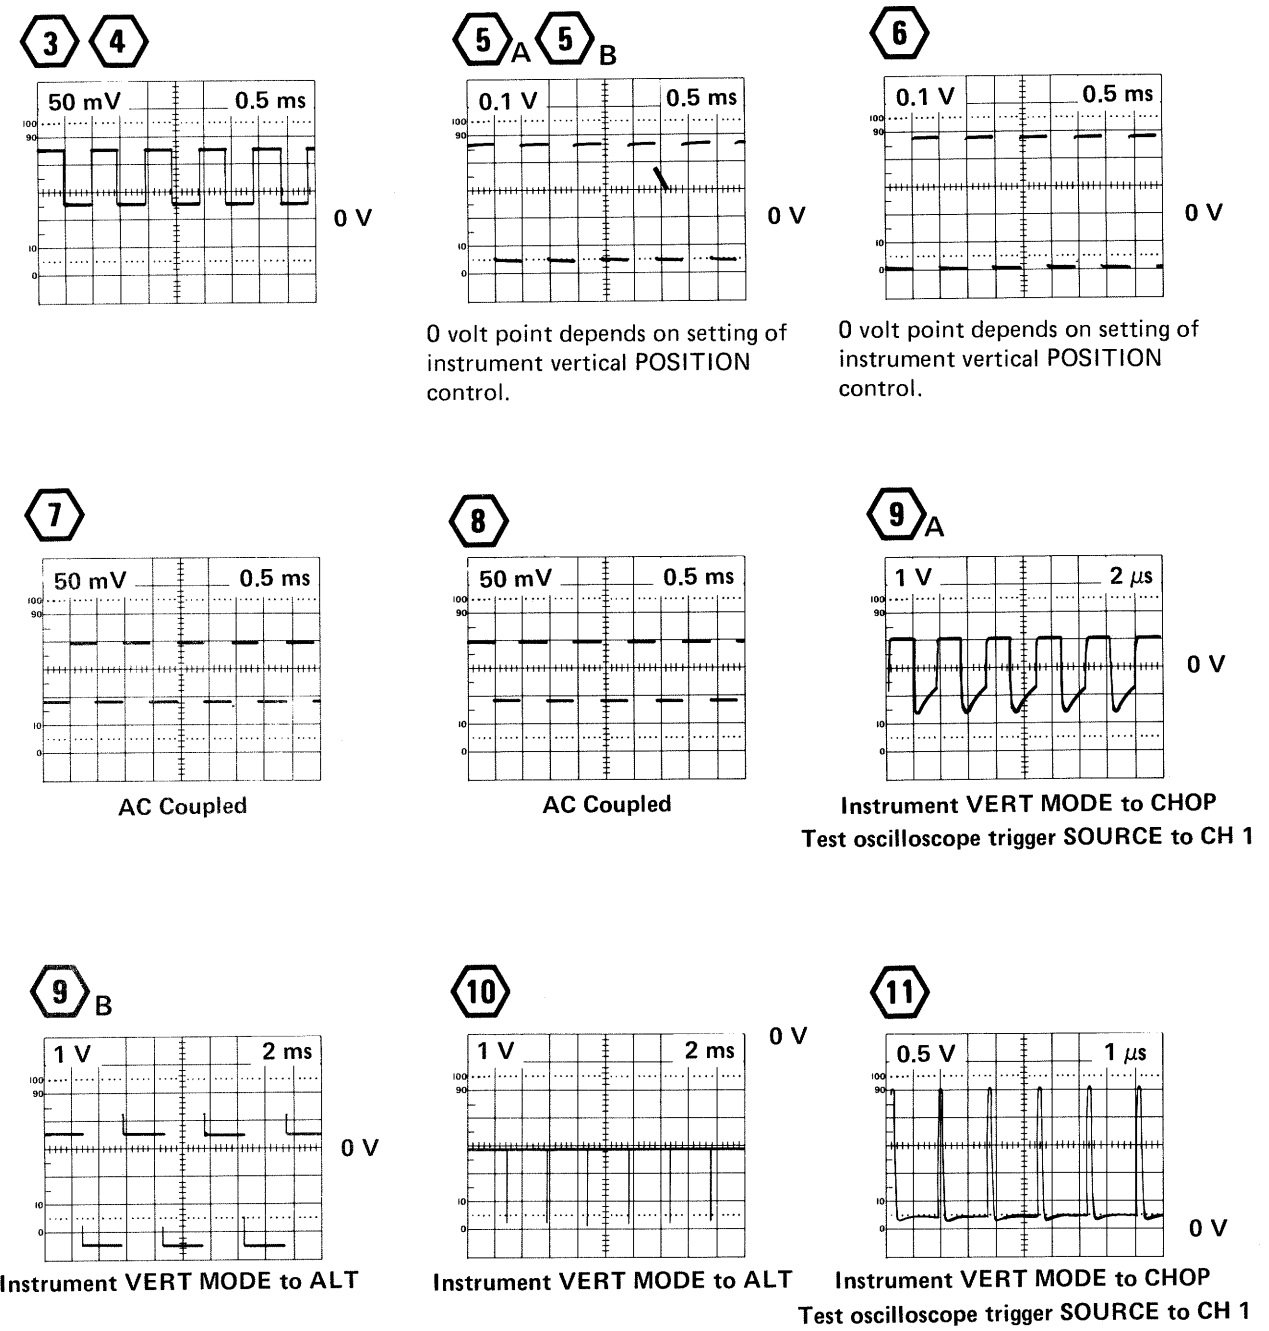 3 4
50 mV 0.5 ms
100
90
10
0
0 V
5 A 5 B
0.1 V 0.5 ms
100
90
10
0
0 V
0 volt point depends on setting of
instrument vertical POSITION
control.
6
0.1 V 0.5 ms
100
90
10
0
0 V
0 volt point depends on setting of
instrument vertical POSITION
control.
7
50 mV 0.5 ms
100
90
10
0
AC Coupled
8
50 mV 0.5 ms
100
90
10
0
AC Coupled
9 A
1 V 2 μs
100
90
10
0
0 V
Instrument VERT MODE to CHOP
Test oscilloscope trigger SOURCE to CH 1
9 B
1 V 2 ms
100
90
10
0
0 V
Instrument VERT MODE to ALT
10
0 V
1 V 2 ms
100
90
10
0
Instrument VERT MODE to ALT
11
0.5 V 1 μs
100
90
10
0
0 V
Instrument VERT MODE to CHOP
Test oscilloscope trigger SOURCE to CH 1